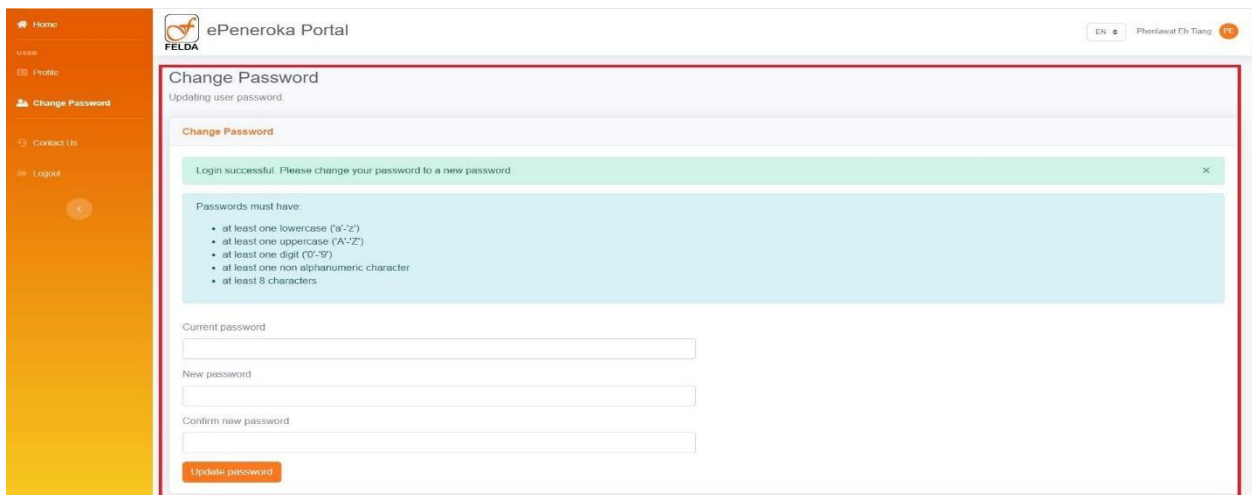 Home
USER
Profile
Change Password
Contact Us
Logout
FELDA
ePeneroka Portal
EN
Phonlawat Eh Tiang
PE
Change Password
Updating user password.
Change Password
Login successful. Please change your password to a new password.
×
Passwords must have:
• at least one lowercase ('a'-'z')
• at least one uppercase ('A'-'Z')
• at least one digit ('0'-'9')
• at least one non alphanumeric character
• at least 8 characters
Current password
New password
Confirm new password
Update password